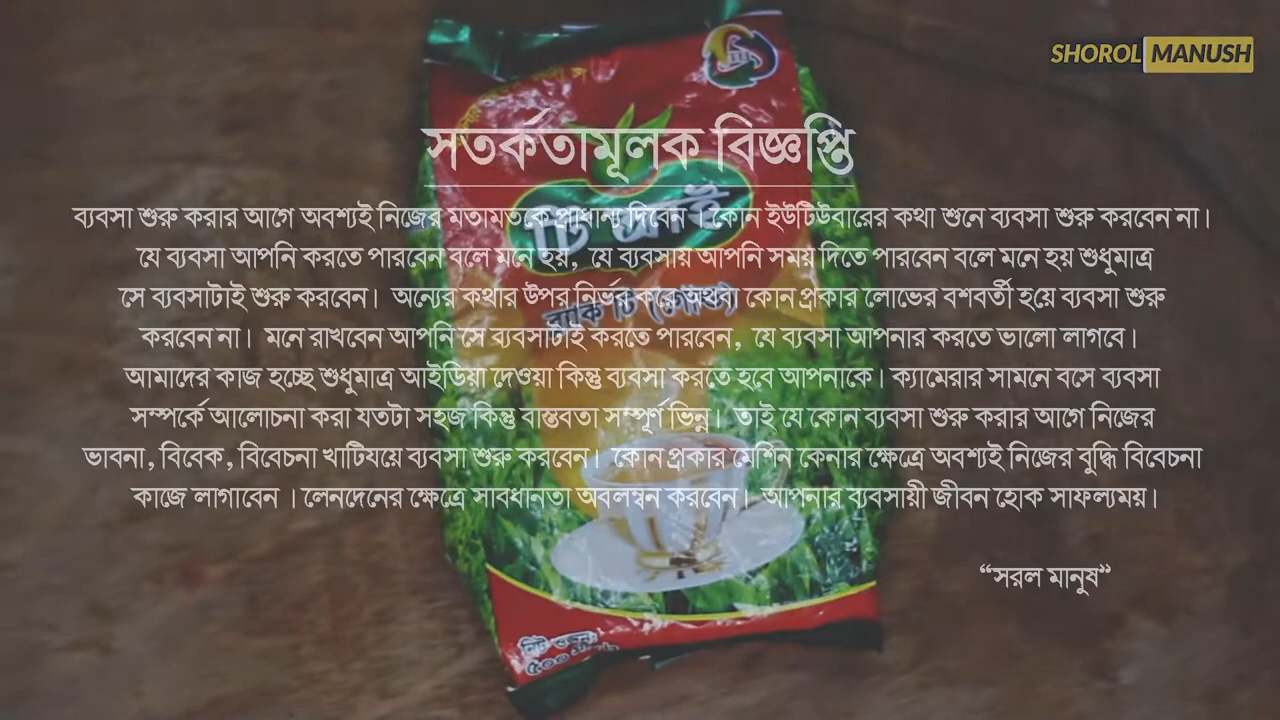 SHOROL MANUSH
সতর্কতামূলক বিজ্ঞপ্তি
ব্যবসা শুরু করার আগে অবশ্যই নিজের মতামতকে প্রাধান্য দিবেন । কোন ইউটিউবারের কথা শুনে ব্যবসা শুরু করবেন না।
যে ব্যবসা আপনি করতে পারবেন বলে মনে হয়, যে ব্যবসায় আপনি সময় দিতে পারবেন বলে মনে হয় শুধুমাত্র
সে ব্যবসাটাই শুরু করবেন। অন্যের কথার উপর নির্ভর করে অথবা কোন প্রকার লোভের বশবর্তী হয়ে ব্যবসা শুরু
করবেন না। মনে রাখবেন আপনি সে ব্যবসাটাই করতে পারবেন, যে ব্যবসা আপনার করতে ভালো লাগবে।
আমাদের কাজ হচ্ছে শুধুমাত্র আইডিয়া দেওয়া কিন্তু ব্যবসা করতে হবে আপনাকে। ক্যামেরার সামনে বসে ব্যবসা
সম্পর্কে আলোচনা করা যতটা সহজ কিন্তু বাস্তবতা সম্পূর্ণ ভিন্ন। তাই যে কোন ব্যবসা শুরু করার আগে নিজের
ভাবনা, বিবেক, বিবেচনা খাটিযয়ে ব্যবসা শুরু করবেন। কোন প্রকার মেশিন কেনার ক্ষেত্রে অবশ্যই নিজের বুদ্ধি বিবেচনা
কাজে লাগাবেন । লেনদেনের ক্ষেত্রে সাবধানতা অবলম্বন করবেন। আপনার ব্যবসায়ী জীবন হোক সাফল্যময়।
“সরল মানুষ”
ব্লাক টি (গোল্ড)
নিট ওজন:
৫০০